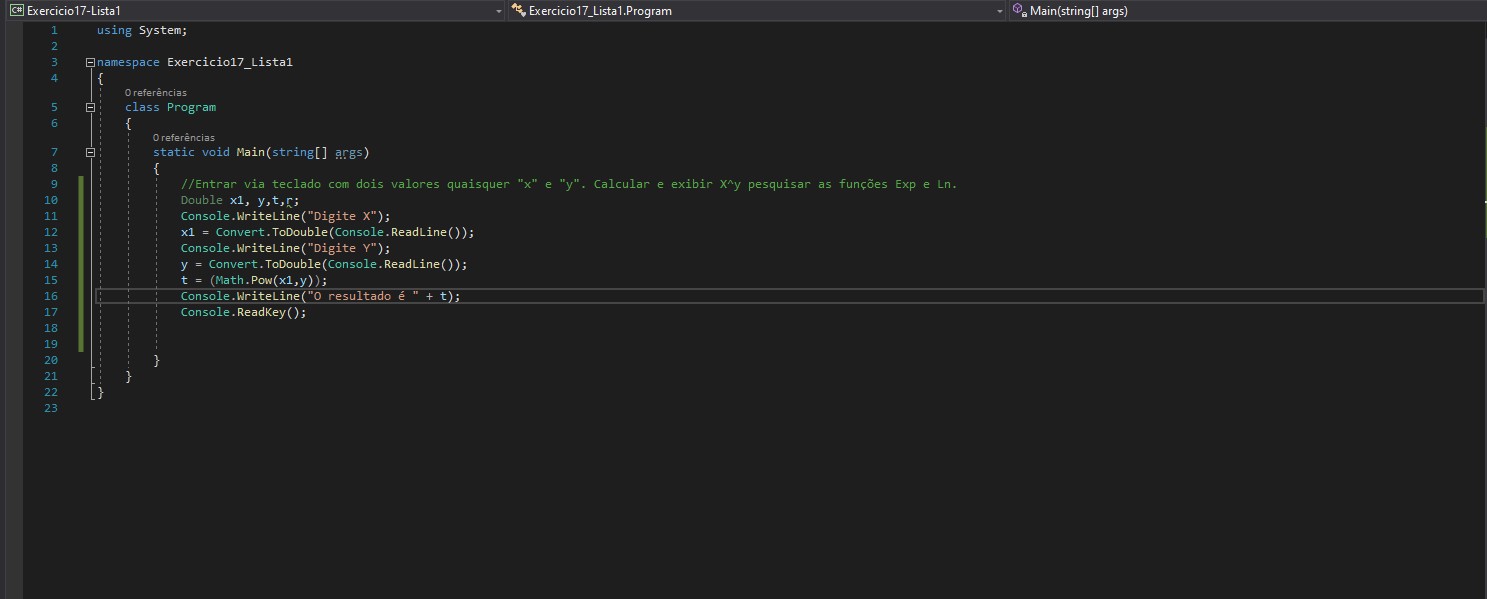 C# Exercicio17-Lista1 Exercicio17_Lista1.Program Main(string[] args)
1 using System;
2
3 namespace Exercicio17_Lista1
4 {
0 referências
5 class Program
6 {
0 referências
7 static void Main(string[] args)
8 {
9 //Entrar via teclado com dois valores quaisquer "x" e "y". Calcular e exibir X^y pesquisar as funções Exp e Ln.
10 Double x1, y,t,r;
11 Console.WriteLine("Digite X");
12 x1 = Convert.ToDouble(Console.ReadLine());
13 Console.WriteLine("Digite Y");
14 y = Convert.ToDouble(Console.ReadLine());
15 t = (Math.Pow(x1,y));
16 Console.WriteLine("O resultado é " + t);
17 Console.ReadKey();
18
19
20 }
21 }
22 }
23